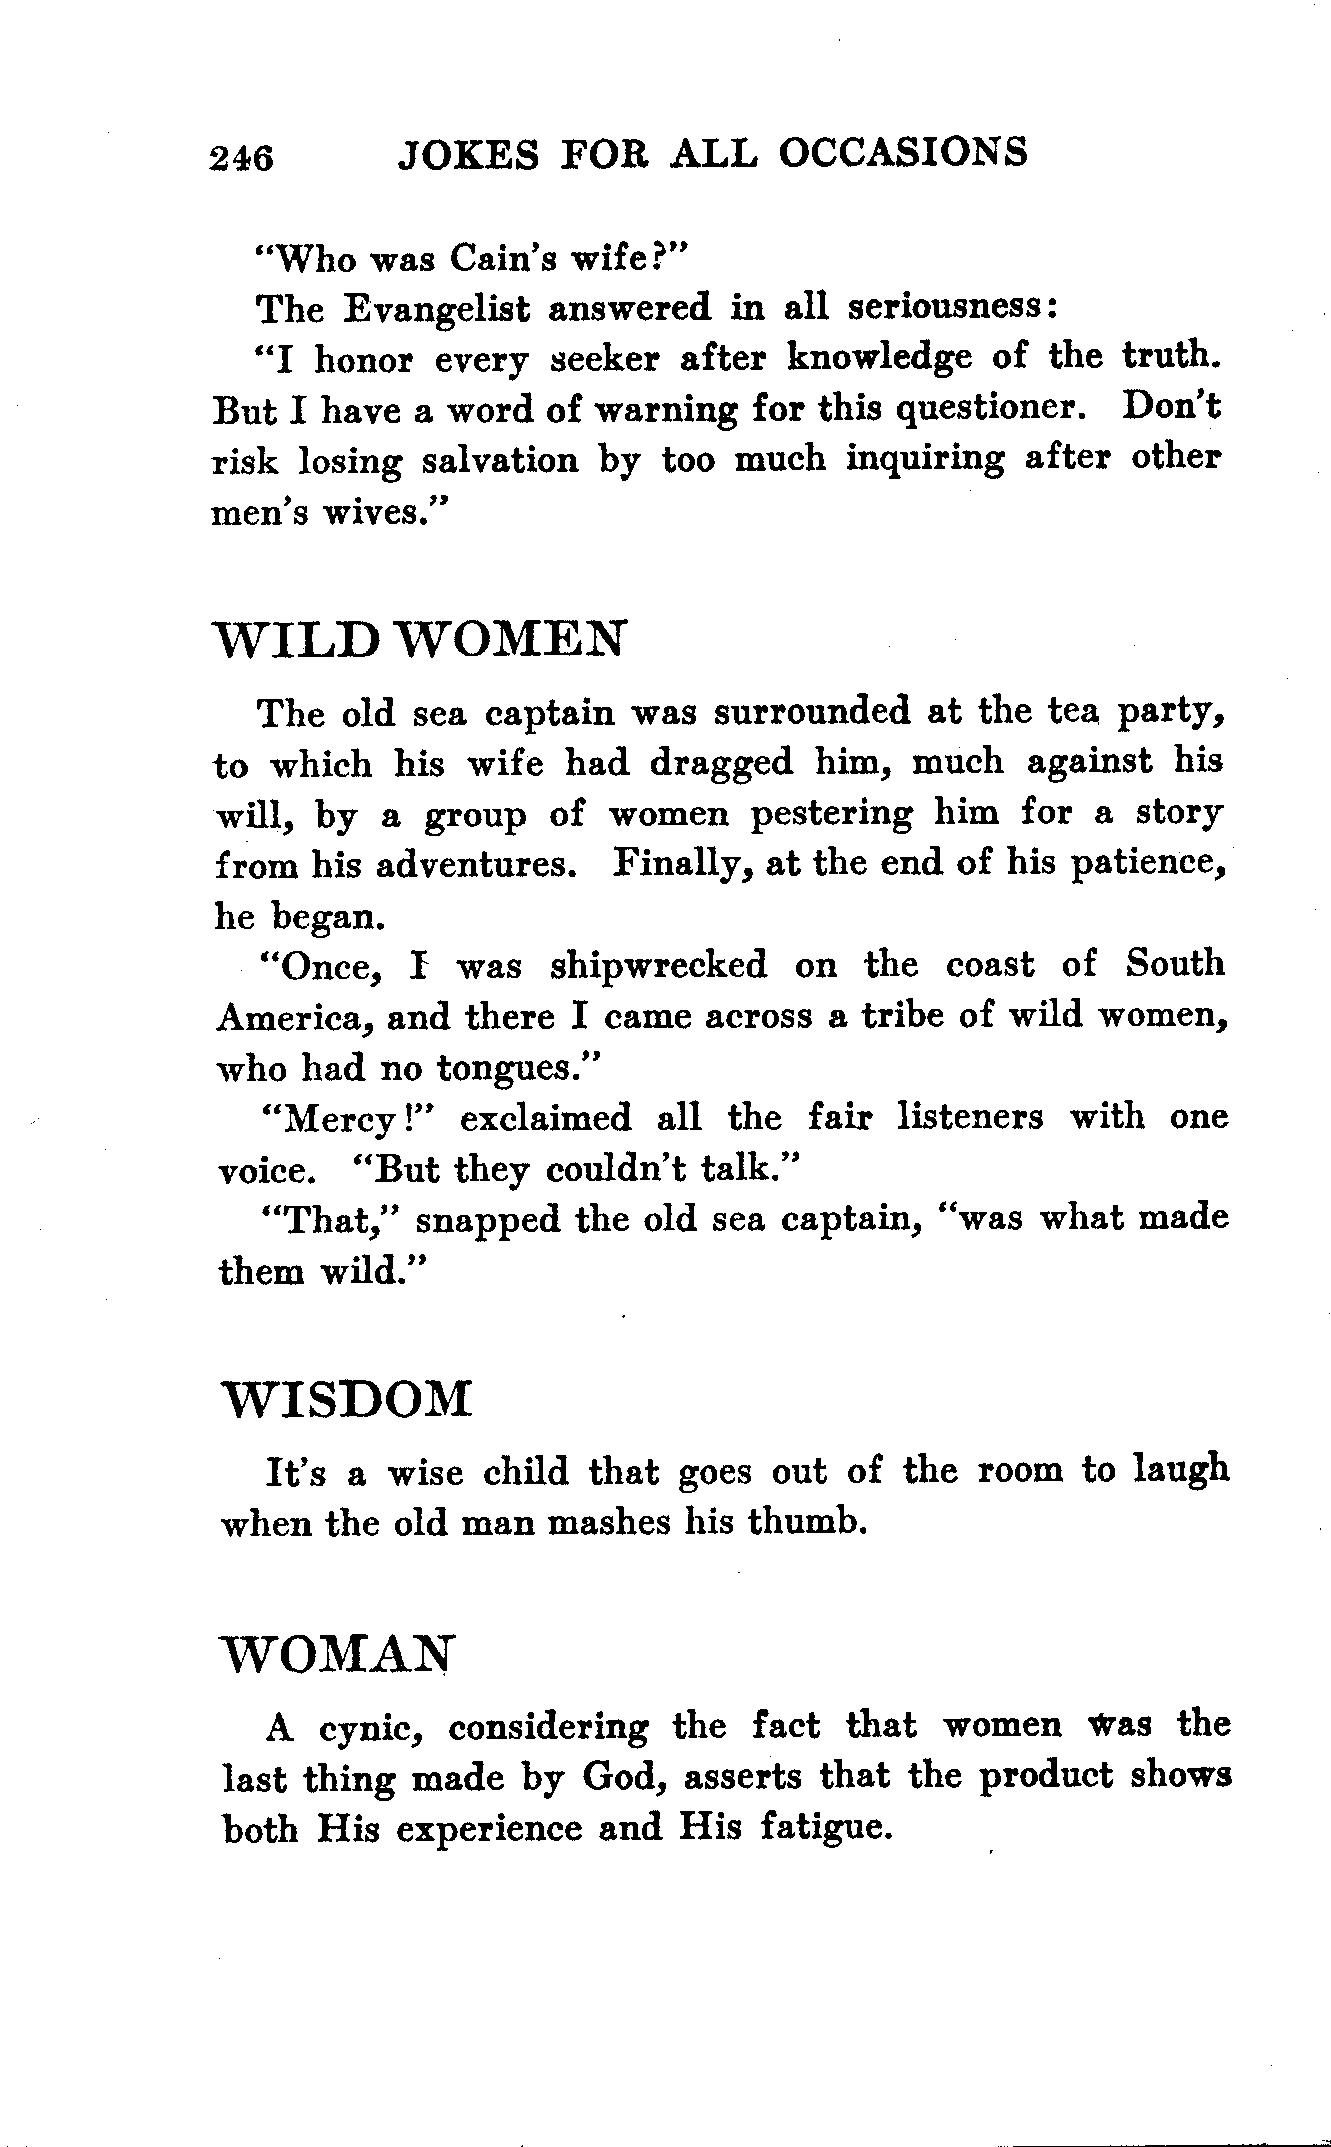 246 JOKES FOR ALL OCCASIONS
"Who was Cain's wife?"
The Evangelist answered in all seriousness:
"I honor every seeker after knowledge of the truth.
But I have a word of warning for this questioner. Don't
risk losing salvation by too much inquiring after other
men's wives."
WILD WOMEN
The old sea captain was surrounded at the tea party,
to which his wife had dragged him, much against his
will, by a group of women pestering him for a story
from his adventures. Finally, at the end of his patience,
he began.
"Once, I was shipwrecked on the coast of South
America, and there I came across a tribe of wild women,
who had no tongues."
"Mercy!" exclaimed all the fair listeners with one
voice. "But they couldn't talk."
"That," snapped the old sea captain, "was what made
them wild."
WISDOM
It's a wise child that goes out of the room to laugh
when the old man mashes his thumb.
WOMAN
A cynic, considering the fact that women was the
last thing made by God, asserts that the product shows
both His experience and His fatigue.